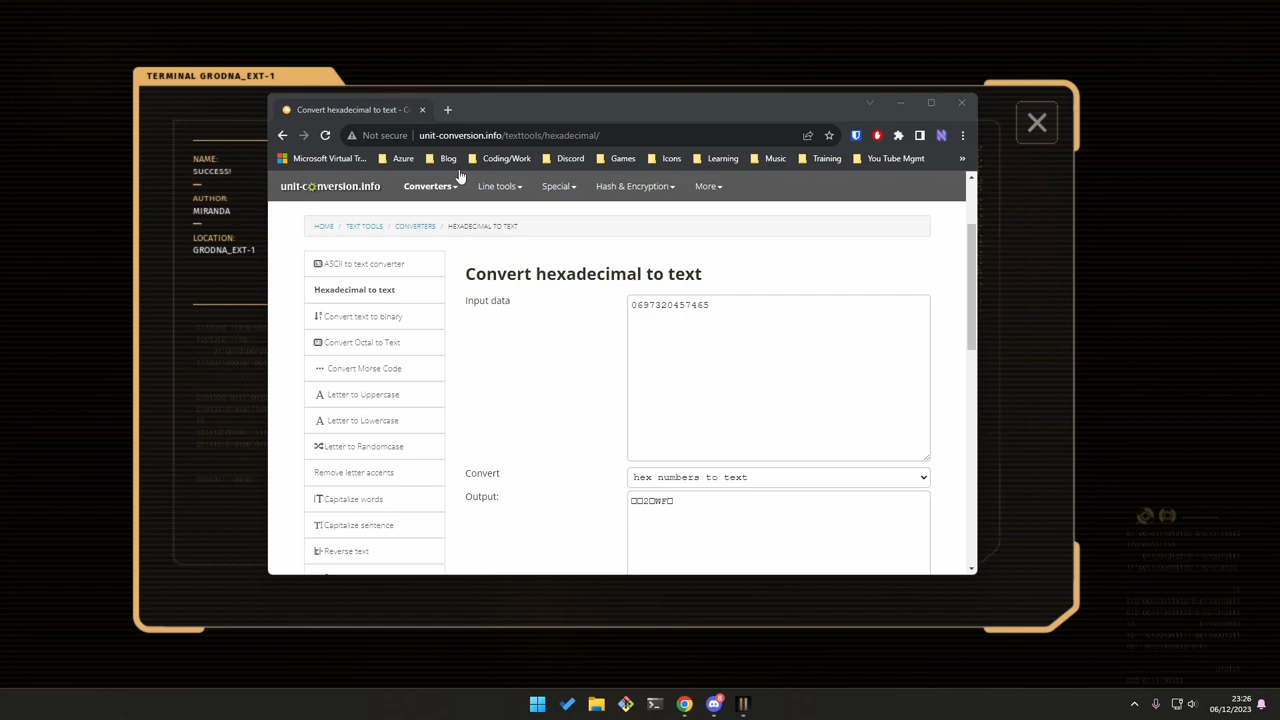 TERMINAL GRODNA_EXT-1
Convert hexadecimal to text - C
Not secure
unit-conversion.info/texttools/hexadecimal/
Microsoft Virtual Tr...
Azure
Blog
Coding/Work
Discord
Games
Icons
Learning
Music
Training
You Tube Mgmt
»
NAME:
SUCCESS!
AUTHOR:
MIRANDA
LOCATION:
GRODNA_EXT-1
unit-conversion.info
Converters
Line tools
Special
Hash & Encryption
More
HOME / TEXT TOOLS / CONVERTERS / HEXADECIMAL TO TEXT
ASCII to text converter
Hexadecimal to text
Convert text to binary
Convert Octal to Text
Convert Morse Code
Letter to Uppercase
Letter to Lowercase
Letter to Randomcase
Remove letter accents
Capitalize words
Capitalize sentence
Reverse text
Convert hexadecimal to text
Input data
0697320457465
Convert
hex numbers to text
Output:
□□2□WF□
23:26
06/12/2023